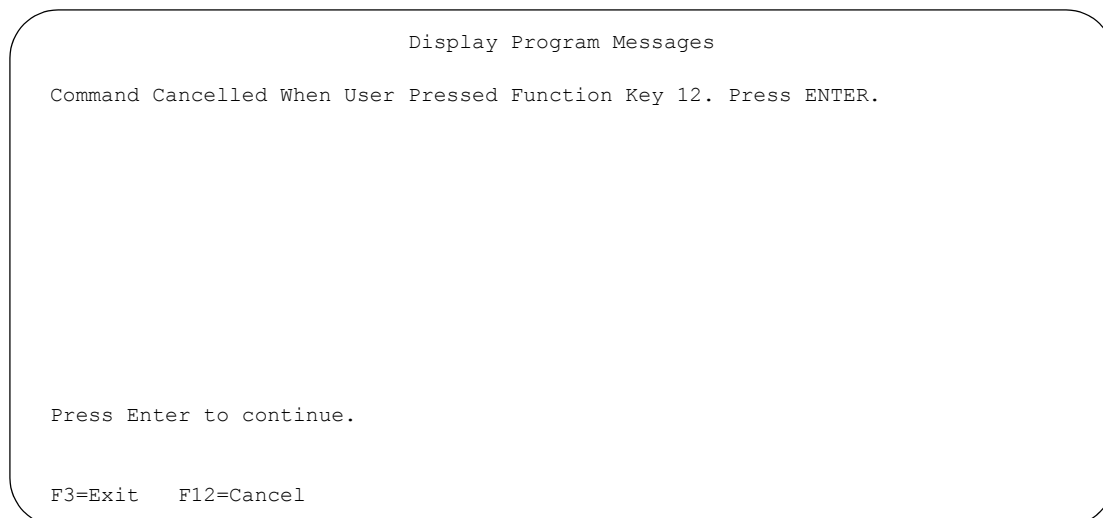 Display Program Messages
Command Cancelled When User Pressed Function Key 12. Press ENTER.
Press Enter to continue.
F3=Exit F12=Cancel